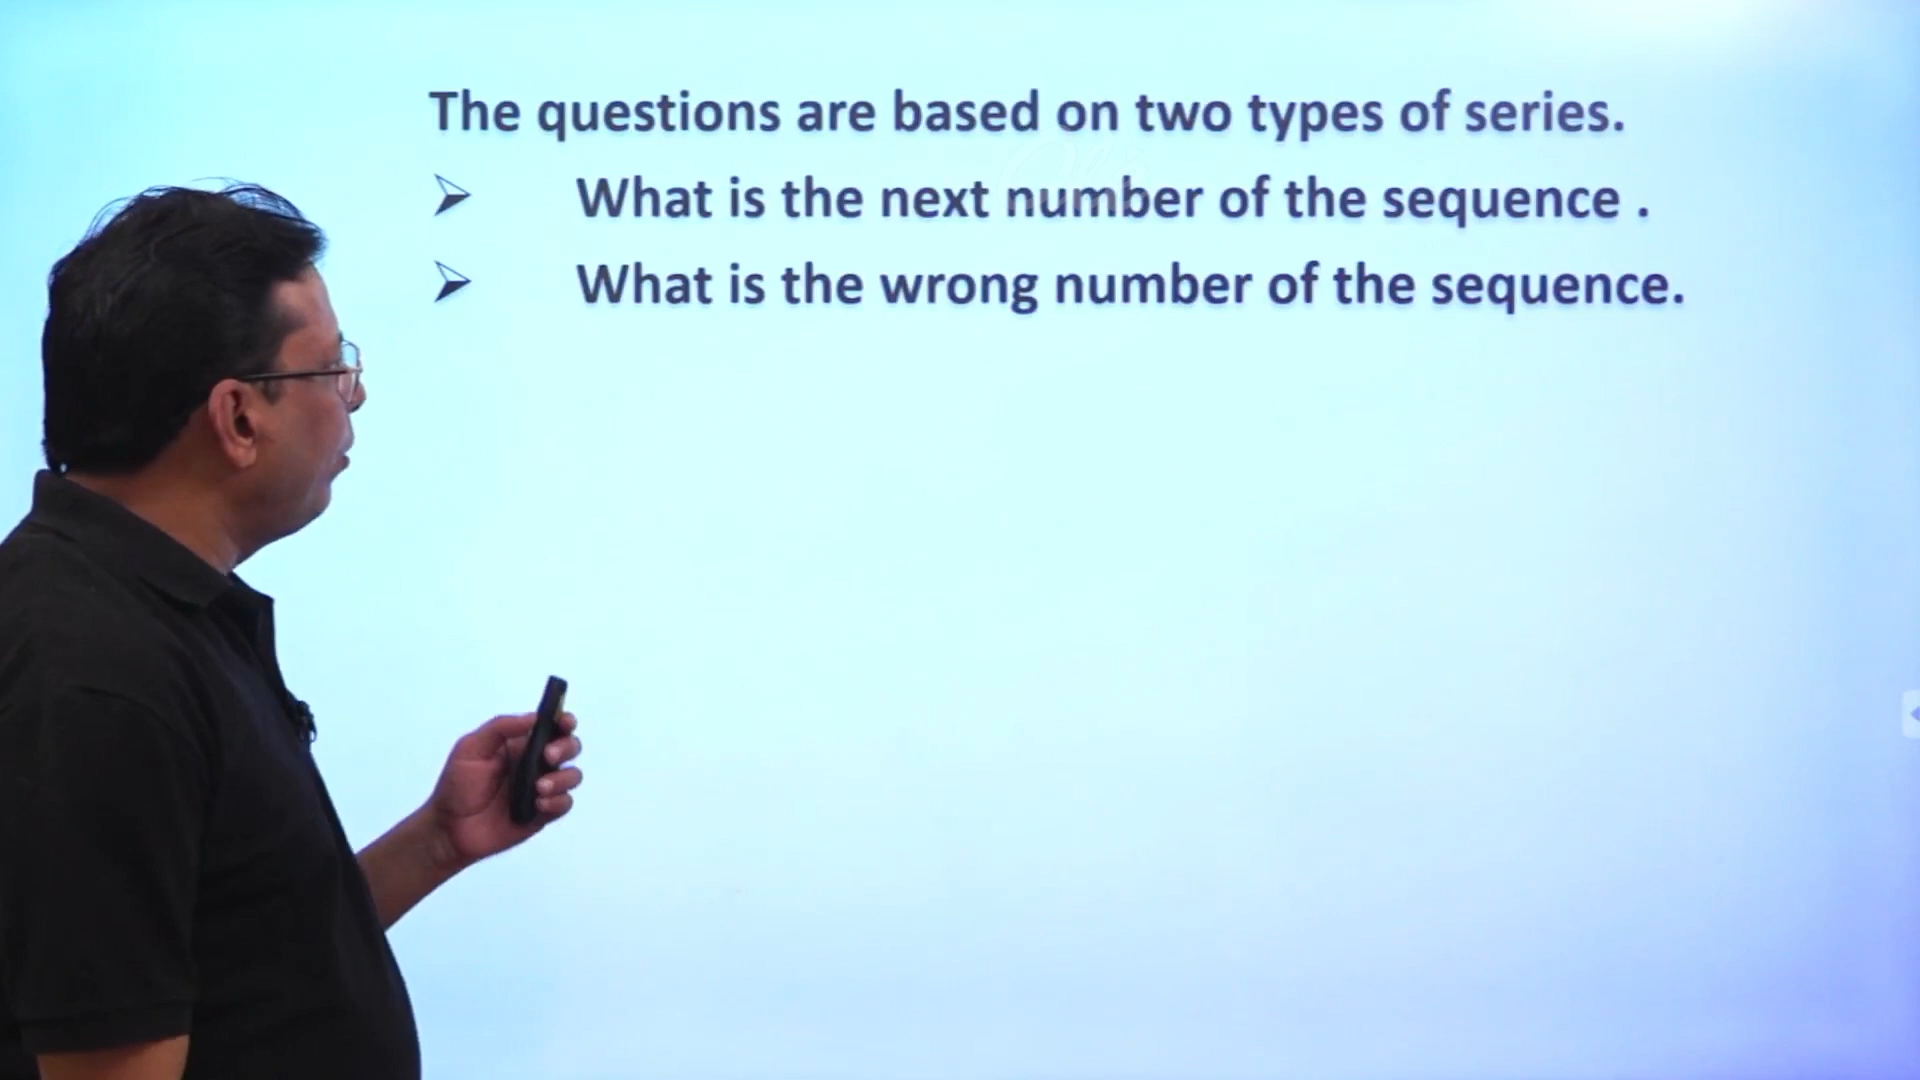 The questions are based on two types of series.
➢ What is the next number of the sequence .
➢ What is the wrong number of the sequence.